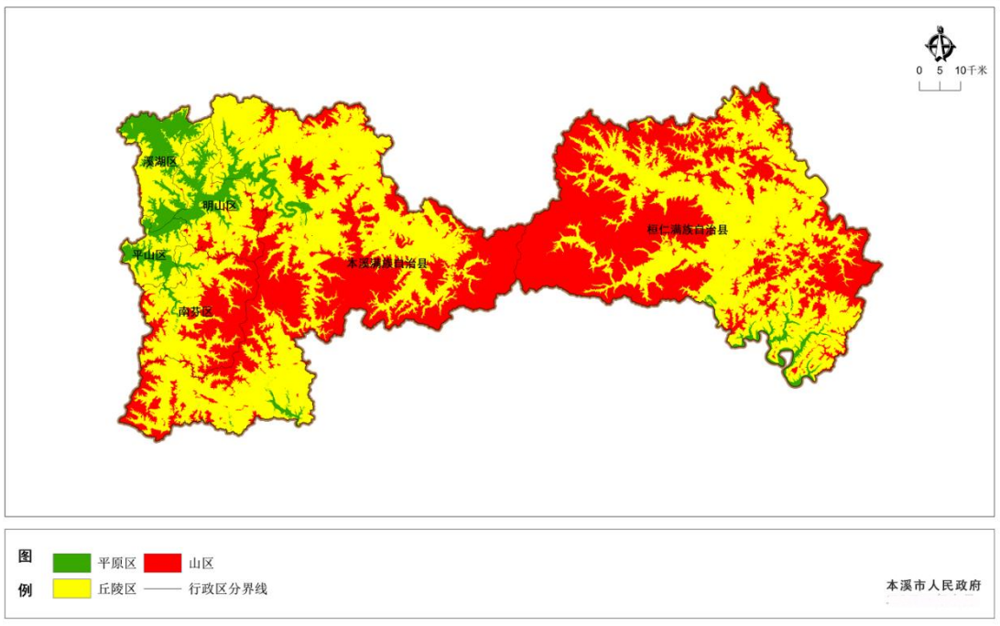 0 5 10千米
溪湖区
明山区
桓仁满族自治县
平山区
本溪满族自治县
南芬区
图例
平原区
山区
丘陵区
行政区分界线
本溪市人民政府